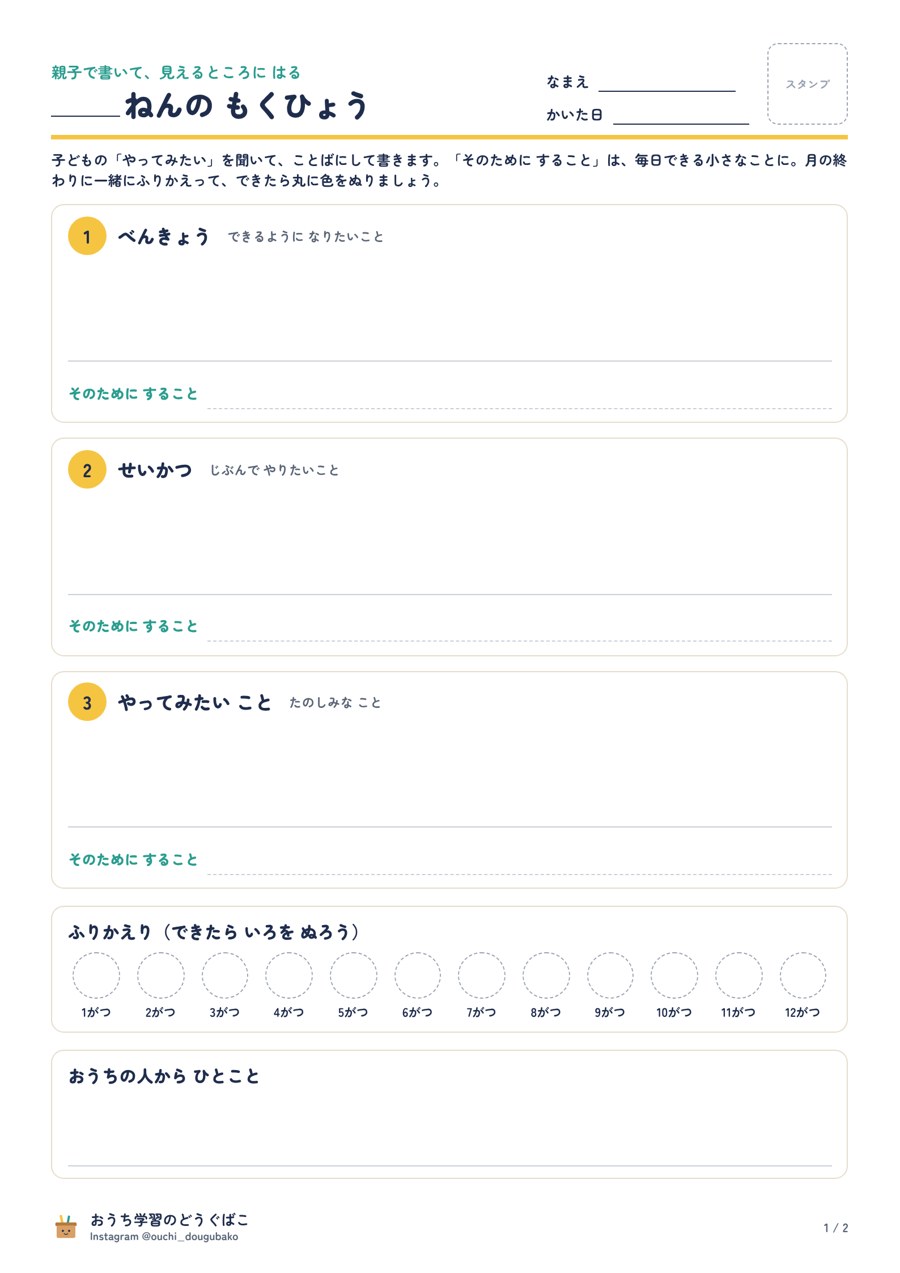 親子で書いて、見えるところに はる
ねんの もくひょう
なまえ
かいた日
スタンプ
子どもの「やってみたい」を聞いて、ことばにして書きます。「そのために すること」は、毎日できる小さなことに。月の終
わりに一緒にふりかえって、できたら丸に色をぬりましょう。
1 べんきょう できるように なりたいこと
そのために すること
2 せいかつ じぶんで やりたいこと
そのために すること
3 やってみたい こと たのしみな こと
そのために すること
ふりかえり（できたら いろを ぬろう）
1がつ 2がつ 3がつ 4がつ 5がつ 6がつ 7がつ 8がつ 9がつ 10がつ 11がつ 12がつ
おうちの人から ひとこと
おうち学習のどうぐばこ
Instagram @ouchi_dougubako
1 / 2